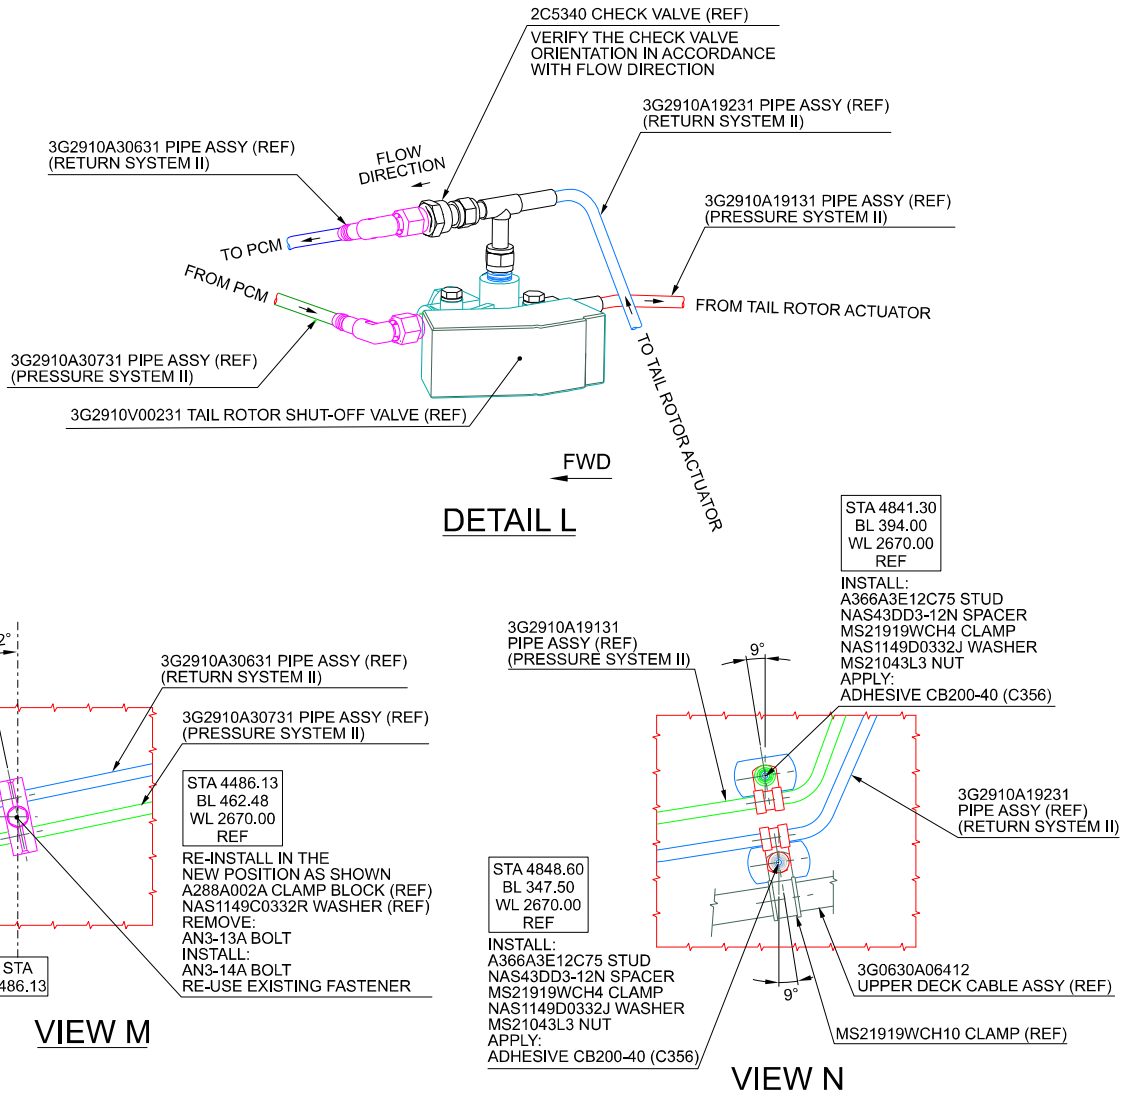 2C5340 CHECK VALVE (REF)
VERIFY THE CHECK VALVE
ORIENTATION IN ACCORDANCE
WITH FLOW DIRECTION
3G2910A19231 PIPE ASSY (REF)
(RETURN SYSTEM II)
3G2910A30631 PIPE ASSY (REF)
(RETURN SYSTEM II)
FLOW
DIRECTION
3G2910A19131 PIPE ASSY (REF)
(PRESSURE SYSTEM II)
TO PCM
FROM PCM
FROM TAIL ROTOR ACTUATOR
TO TAIL ROTOR ACTUATOR
3G2910A30731 PIPE ASSY (REF)
(PRESSURE SYSTEM II)
3G2910V00231 TAIL ROTOR SHUT-OFF VALVE (REF)
FWD
DETAIL L
2°
3G2910A30631 PIPE ASSY (REF)
(RETURN SYSTEM II)
3G2910A30731 PIPE ASSY (REF)
(PRESSURE SYSTEM II)
STA 4486.13
BL 462.48
WL 2670.00
REF
RE-INSTALL IN THE
NEW POSITION AS SHOWN
A288A002A CLAMP BLOCK (REF)
NAS1149C0332R WASHER (REF)
REMOVE:
AN3-13A BOLT
INSTALL:
AN3-14A BOLT
RE-USE EXISTING FASTENER
STA
486.13
VIEW M
STA 4841.30
BL 394.00
WL 2670.00
REF
INSTALL:
A366A3E12C75 STUD
NAS43DD3-12N SPACER
MS21919WCH4 CLAMP
NAS1149D0332J WASHER
MS21043L3 NUT
APPLY:
ADHESIVE CB200-40 (C356)
3G2910A19131
PIPE ASSY (REF)
(PRESSURE SYSTEM II)
9°
3G2910A19231
PIPE ASSY (REF)
(RETURN SYSTEM II)
STA 4848.60
BL 347.50
WL 2670.00
REF
INSTALL:
A366A3E12C75 STUD
NAS43DD3-12N SPACER
MS21919WCH4 CLAMP
NAS1149D0332J WASHER
MS21043L3 NUT
APPLY:
ADHESIVE CB200-40 (C356)
9°
3G0630A06412
UPPER DECK CABLE ASSY (REF)
MS21919WCH10 CLAMP (REF)
VIEW N